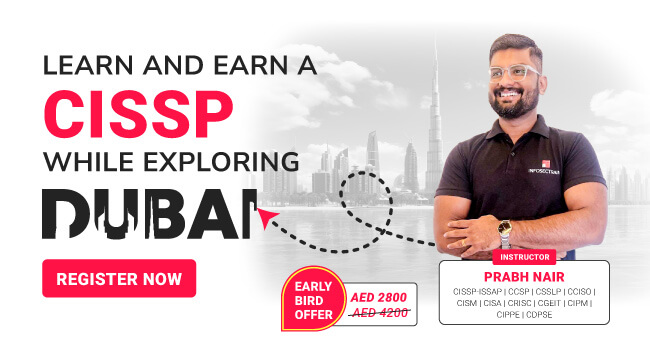 LEARN AND EARN A
CISSP
WHILE EXPLORING
DUBAI
REGISTER NOW
EARLY
BIRD
OFFER
AED 2800
AED 4200
INFOSECTRAIN
INSTRUCTOR
PRABH NAIR
CISSP-ISSAP | CCSP | CSSLP | CCISO |
CISM | CISA | CRISC | CGEIT | CIPM |
CIPPE | CDPSE